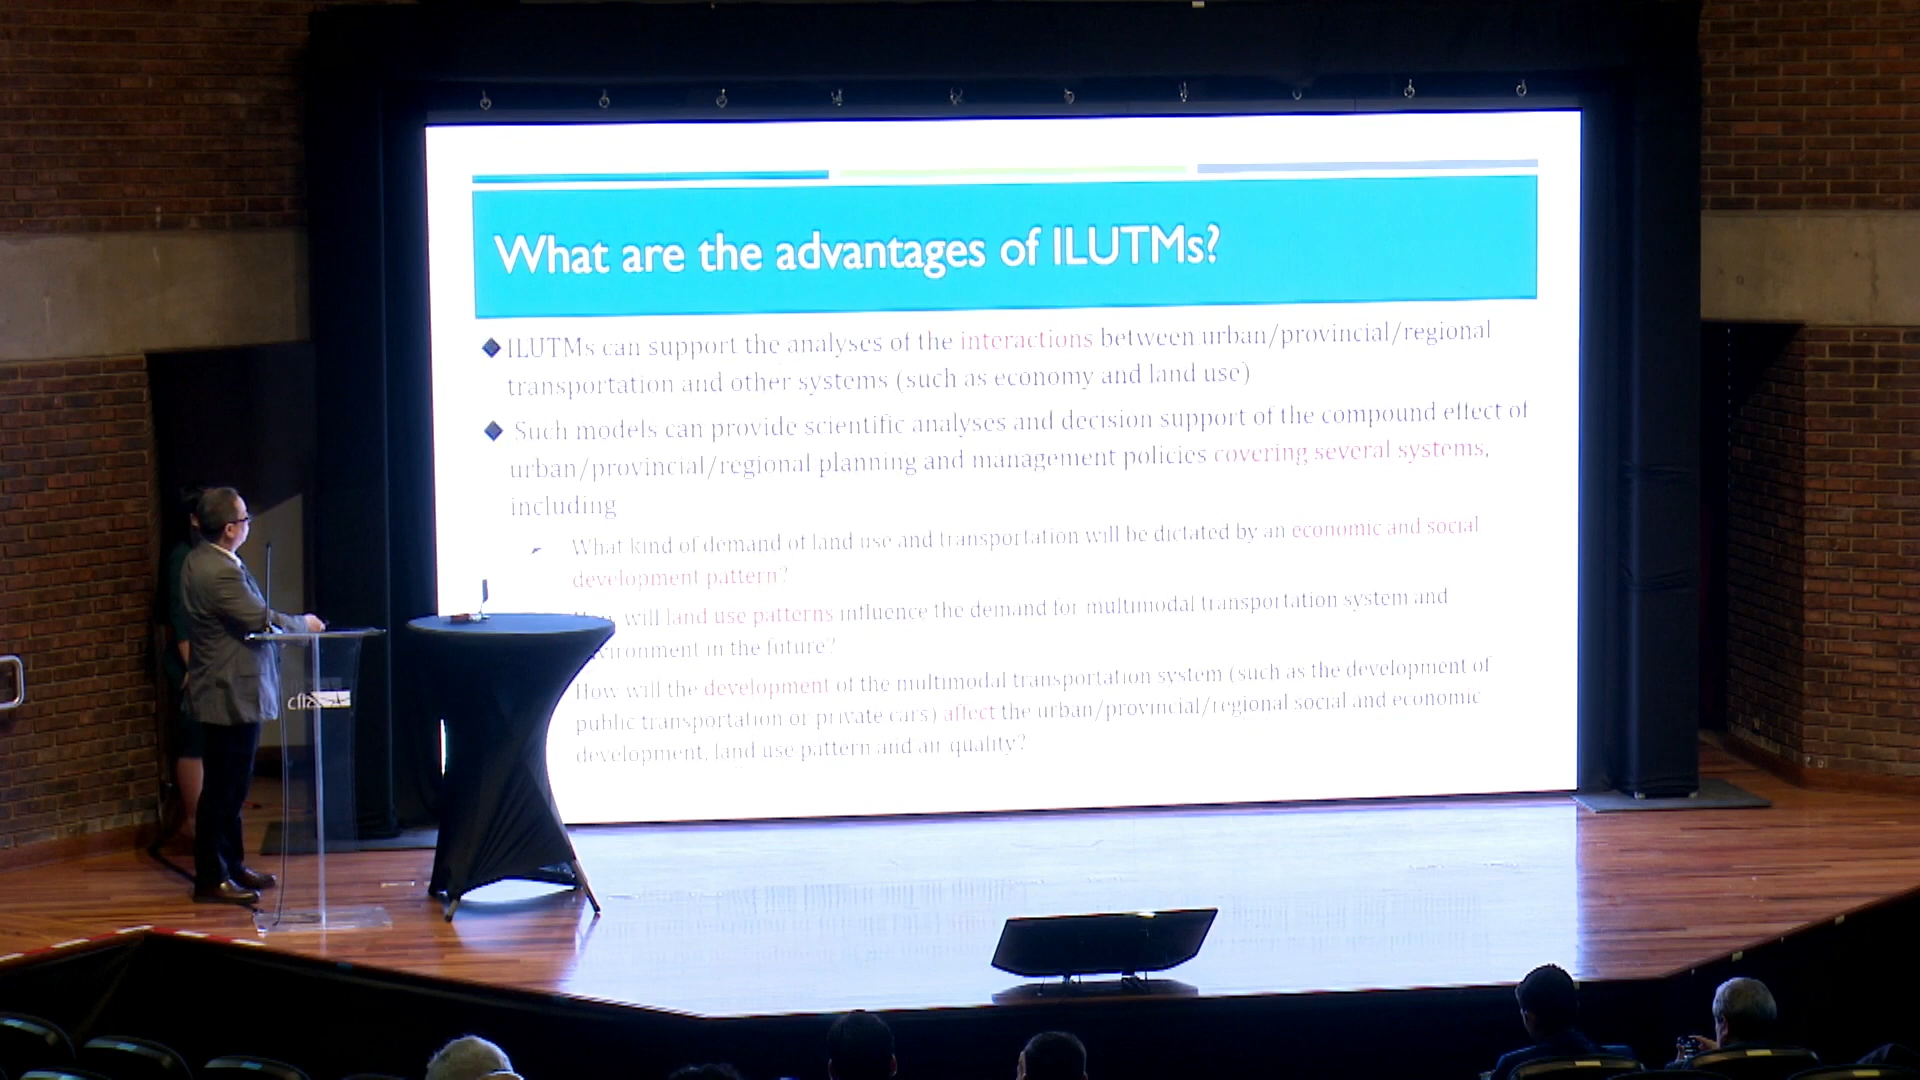 What are the advantages of ILUTMs?
ILUTMs can support the analyses of the interactions between urban/provincial/regional
transportation and other systems (such as economy and land use)
Such models can provide scientific analyses and decision support of the compound effect of
urban/provincial/regional planning and management policies covering several systems,
including
What kind of demand of land use and transportation will be dictated by an economic and social
development pattern?
will land use patterns influence the demand for multimodal transportation system and
vironment in the future?
How will the development of the multimodal transportation system (such as the development of
public transportation or private cars) affect the urban/provincial/regional social and economic
development, land use pattern and air quality?